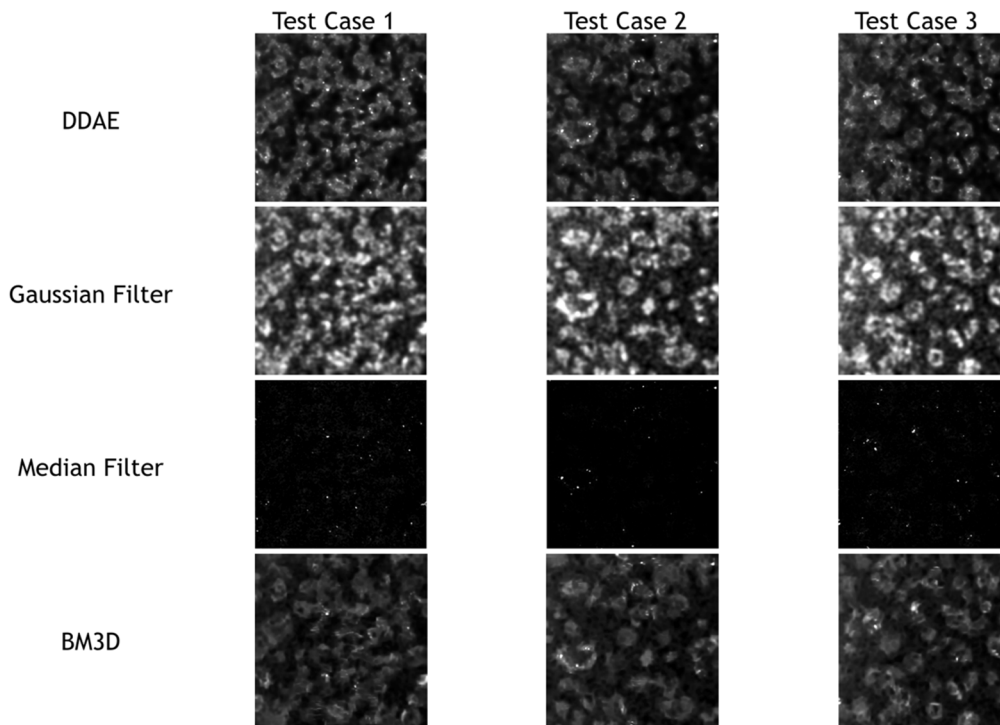 Test Case 1
Test Case 2
Test Case 3
DDAE
Gaussian Filter
Median Filter
BM3D